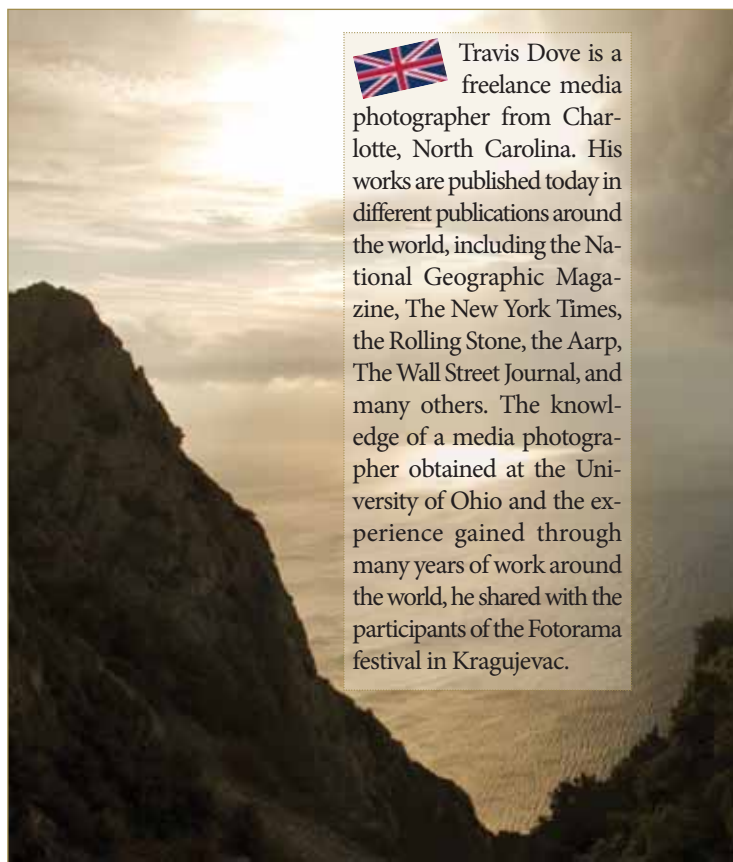 Travis Dove is a
freelance media
photographer from Char-
lotte, North Carolina. His
works are published today in
different publications around
the world, including the Na-
tional Geographic Maga-
zine, The New York Times,
the Rolling Stone, the Aarp,
The Wall Street Journal, and
many others. The knowl-
edge of a media photogra-
pher obtained at the Uni-
versity of Ohio and the ex-
perience gained through
many years of work around
the world, he shared with the
participants of the Fotorama
festival in Kragujevac.